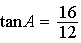 tan A = 16/12